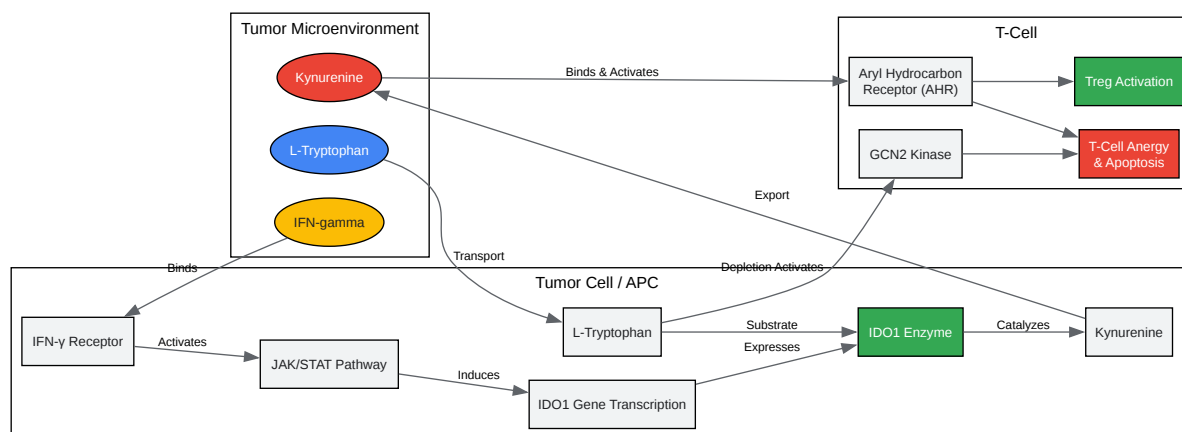 Tumor Microenvironment
Kynurenine
L-Tryptophan
IFN-gamma
Binds & Activates
T-Cell
Aryl Hydrocarbon
Receptor (AHR)
Treg Activation
GCN2 Kinase
T-Cell Anergy
& Apoptosis
Export
Binds
Transport
Depletion Activates
Tumor Cell / APC
IFN-γ Receptor
Activates
JAK/STAT Pathway
Induces
IDO1 Gene Transcription
L-Tryptophan
Substrate
Expresses
IDO1 Enzyme
Catalyzes
Kynurenine